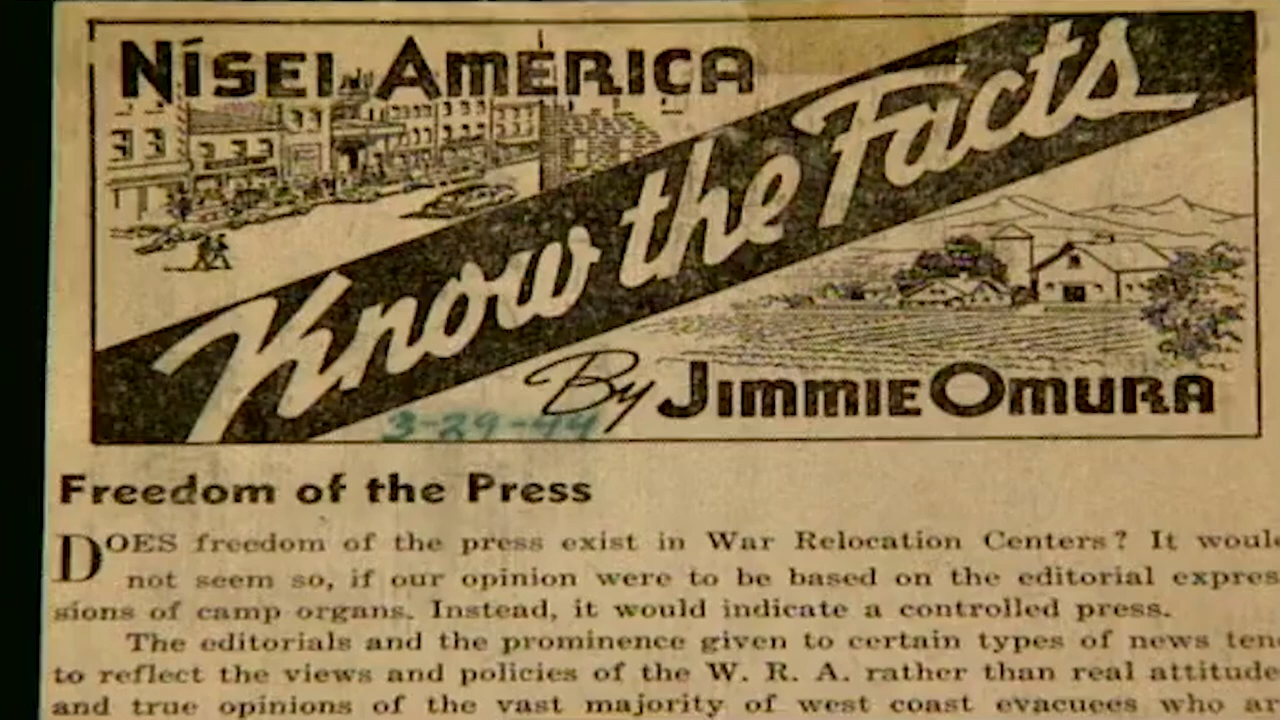 NíSEI AMERICA
Know the Facts
By JIMMIE OMURA
3-29-44
Freedom of the Press
DOES freedom of the press exist in War Relocation Centers? It woul
not seem so, if our opinion were to be based on the editorial expres
sions of camp organs. Instead, it would indicate a controlled press.
The editorials and the prominence given to certain types of news ten
to reflect the views and policies of the W. R. A. rather than real attitude
and true opinions of the vast majority of west coast evacuees who ar